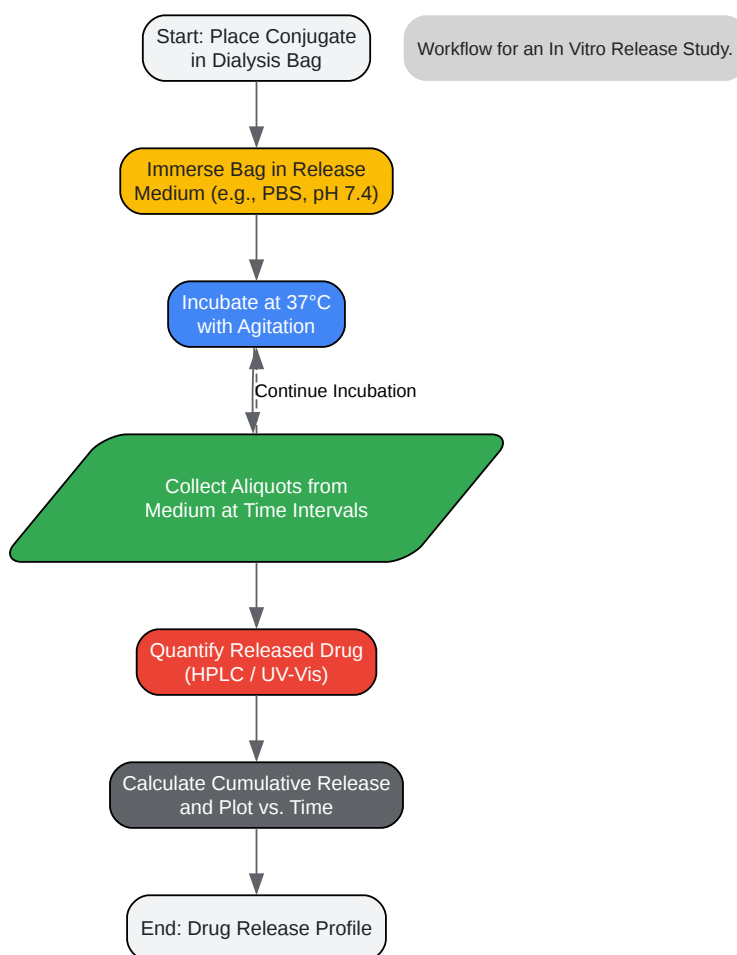 Start: Place Conjugate
in Dialysis Bag
Workflow for an In Vitro Release Study.
Immerse Bag in Release
Medium (e.g., PBS, pH 7.4)
Incubate at 37°C
with Agitation
Continue Incubation
Collect Aliquots from
Medium at Time Intervals
Quantify Released Drug
(HPLC / UV-Vis)
Calculate Cumulative Release
and Plot vs. Time
End: Drug Release Profile